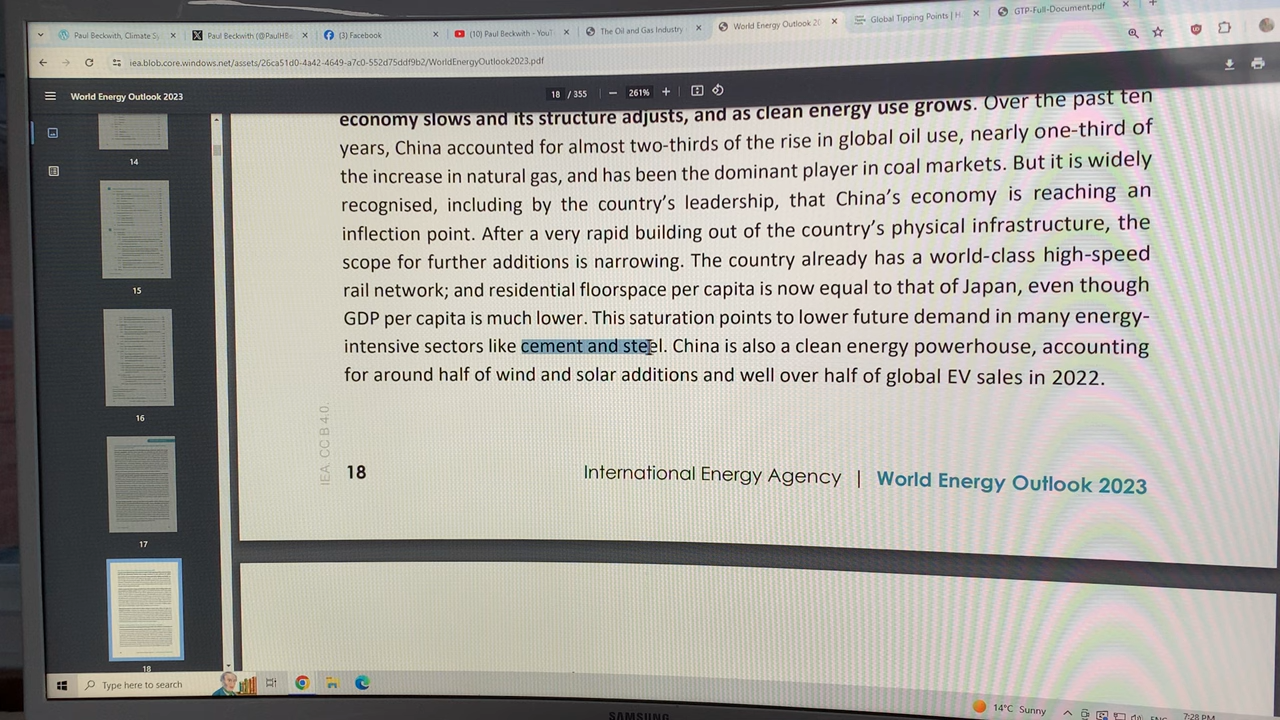 Paul Beckwith, Climate Sy
Paul Beckwith (@PaulHBe
(3) Facebook
(10) Paul Beckwith - YouT
The Oil and Gas Industry
World Energy Outlook 20
Global Tipping Points | H
GTP-Full-Document.pdf
iea.blob.core.windows.net/assets/26ca51d0-4a42-4649-a7c0-552d75ddf9b2/WorldEnergyOutlook2023.pdf
World Energy Outlook 2023
18 / 355
261%
economy slows and its structure adjusts, and as clean energy use grows. Over the past ten
years, China accounted for almost two-thirds of the rise in global oil use, nearly one-third of
the increase in natural gas, and has been the dominant player in coal markets. But it is widely
recognised, including by the country's leadership, that China's economy is reaching an
inflection point. After a very rapid building out of the country's physical infrastructure, the
scope for further additions is narrowing. The country already has a world-class high-speed
rail network; and residential floorspace per capita is now equal to that of Japan, even though
GDP per capita is much lower. This saturation points to lower future demand in many energy-
intensive sectors like cement and steel. China is also a clean energy powerhouse, accounting
for around half of wind and solar additions and well over half of global EV sales in 2022.
IEA. CC B 4.0.
18
International Energy Agency | World Energy Outlook 2023
14
15
16
17
18
Type here to search
14°C Sunny
ENG
7:28 PM
SAMSUNG